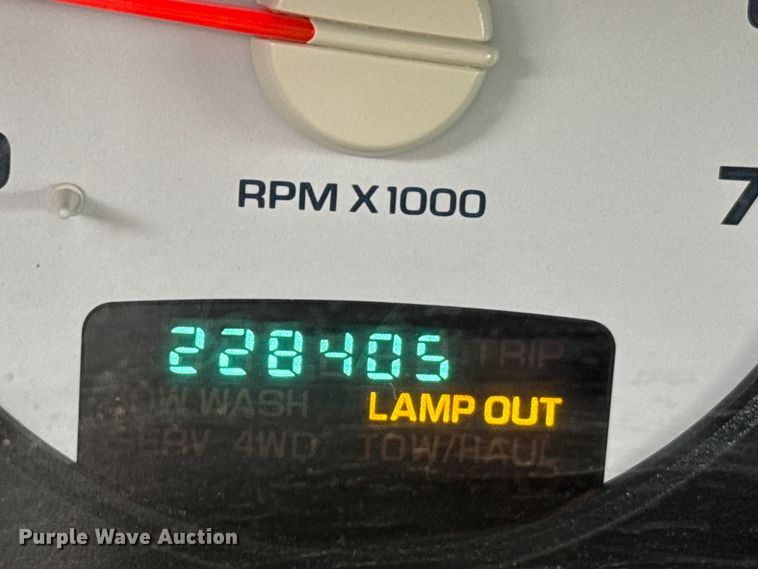 RPM X1000
7
228405 TRIP
LOW WASH LAMP OUT
SERV 4WD TOW/HAUL
Purple Wave Auction